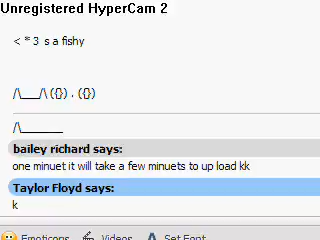 Unregistered HyperCam 2
< * 3 s a fishy
/\___/\ ({}) . ({})
/\______
bailey richard says:
one minuet it will take a few minuets to up load kk
Taylor Floyd says:
k
Emoticons Videos Set Font